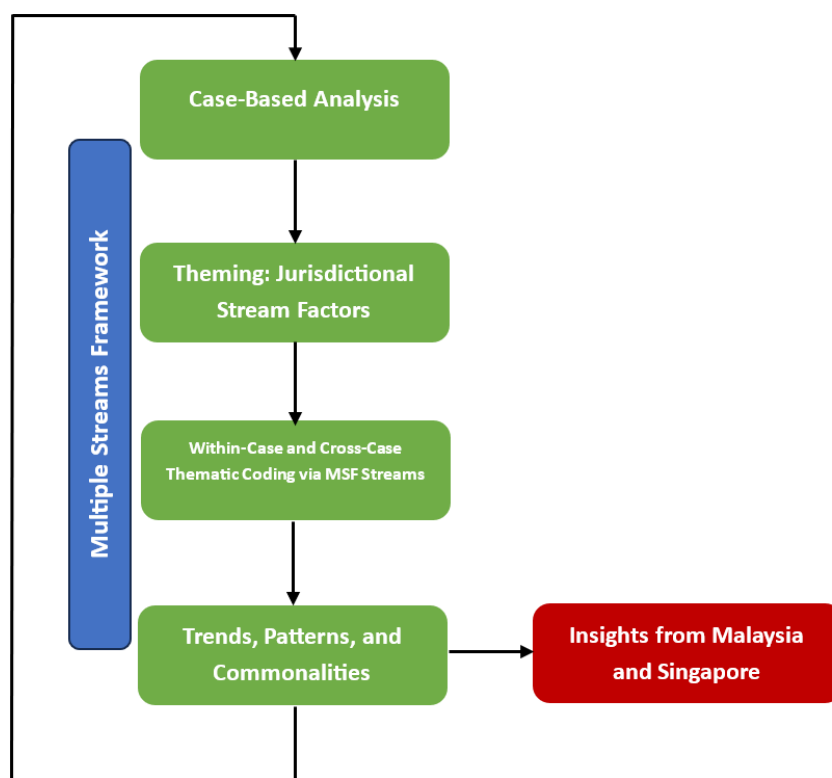 Case-Based Analysis
Multiple Streams Framework
Theming: Jurisdictional
Stream Factors
Within-Case and Cross-Case
Thematic Coding via MSF Streams
Trends, Patterns, and
Commonalities
Insights from Malaysia
and Singapore